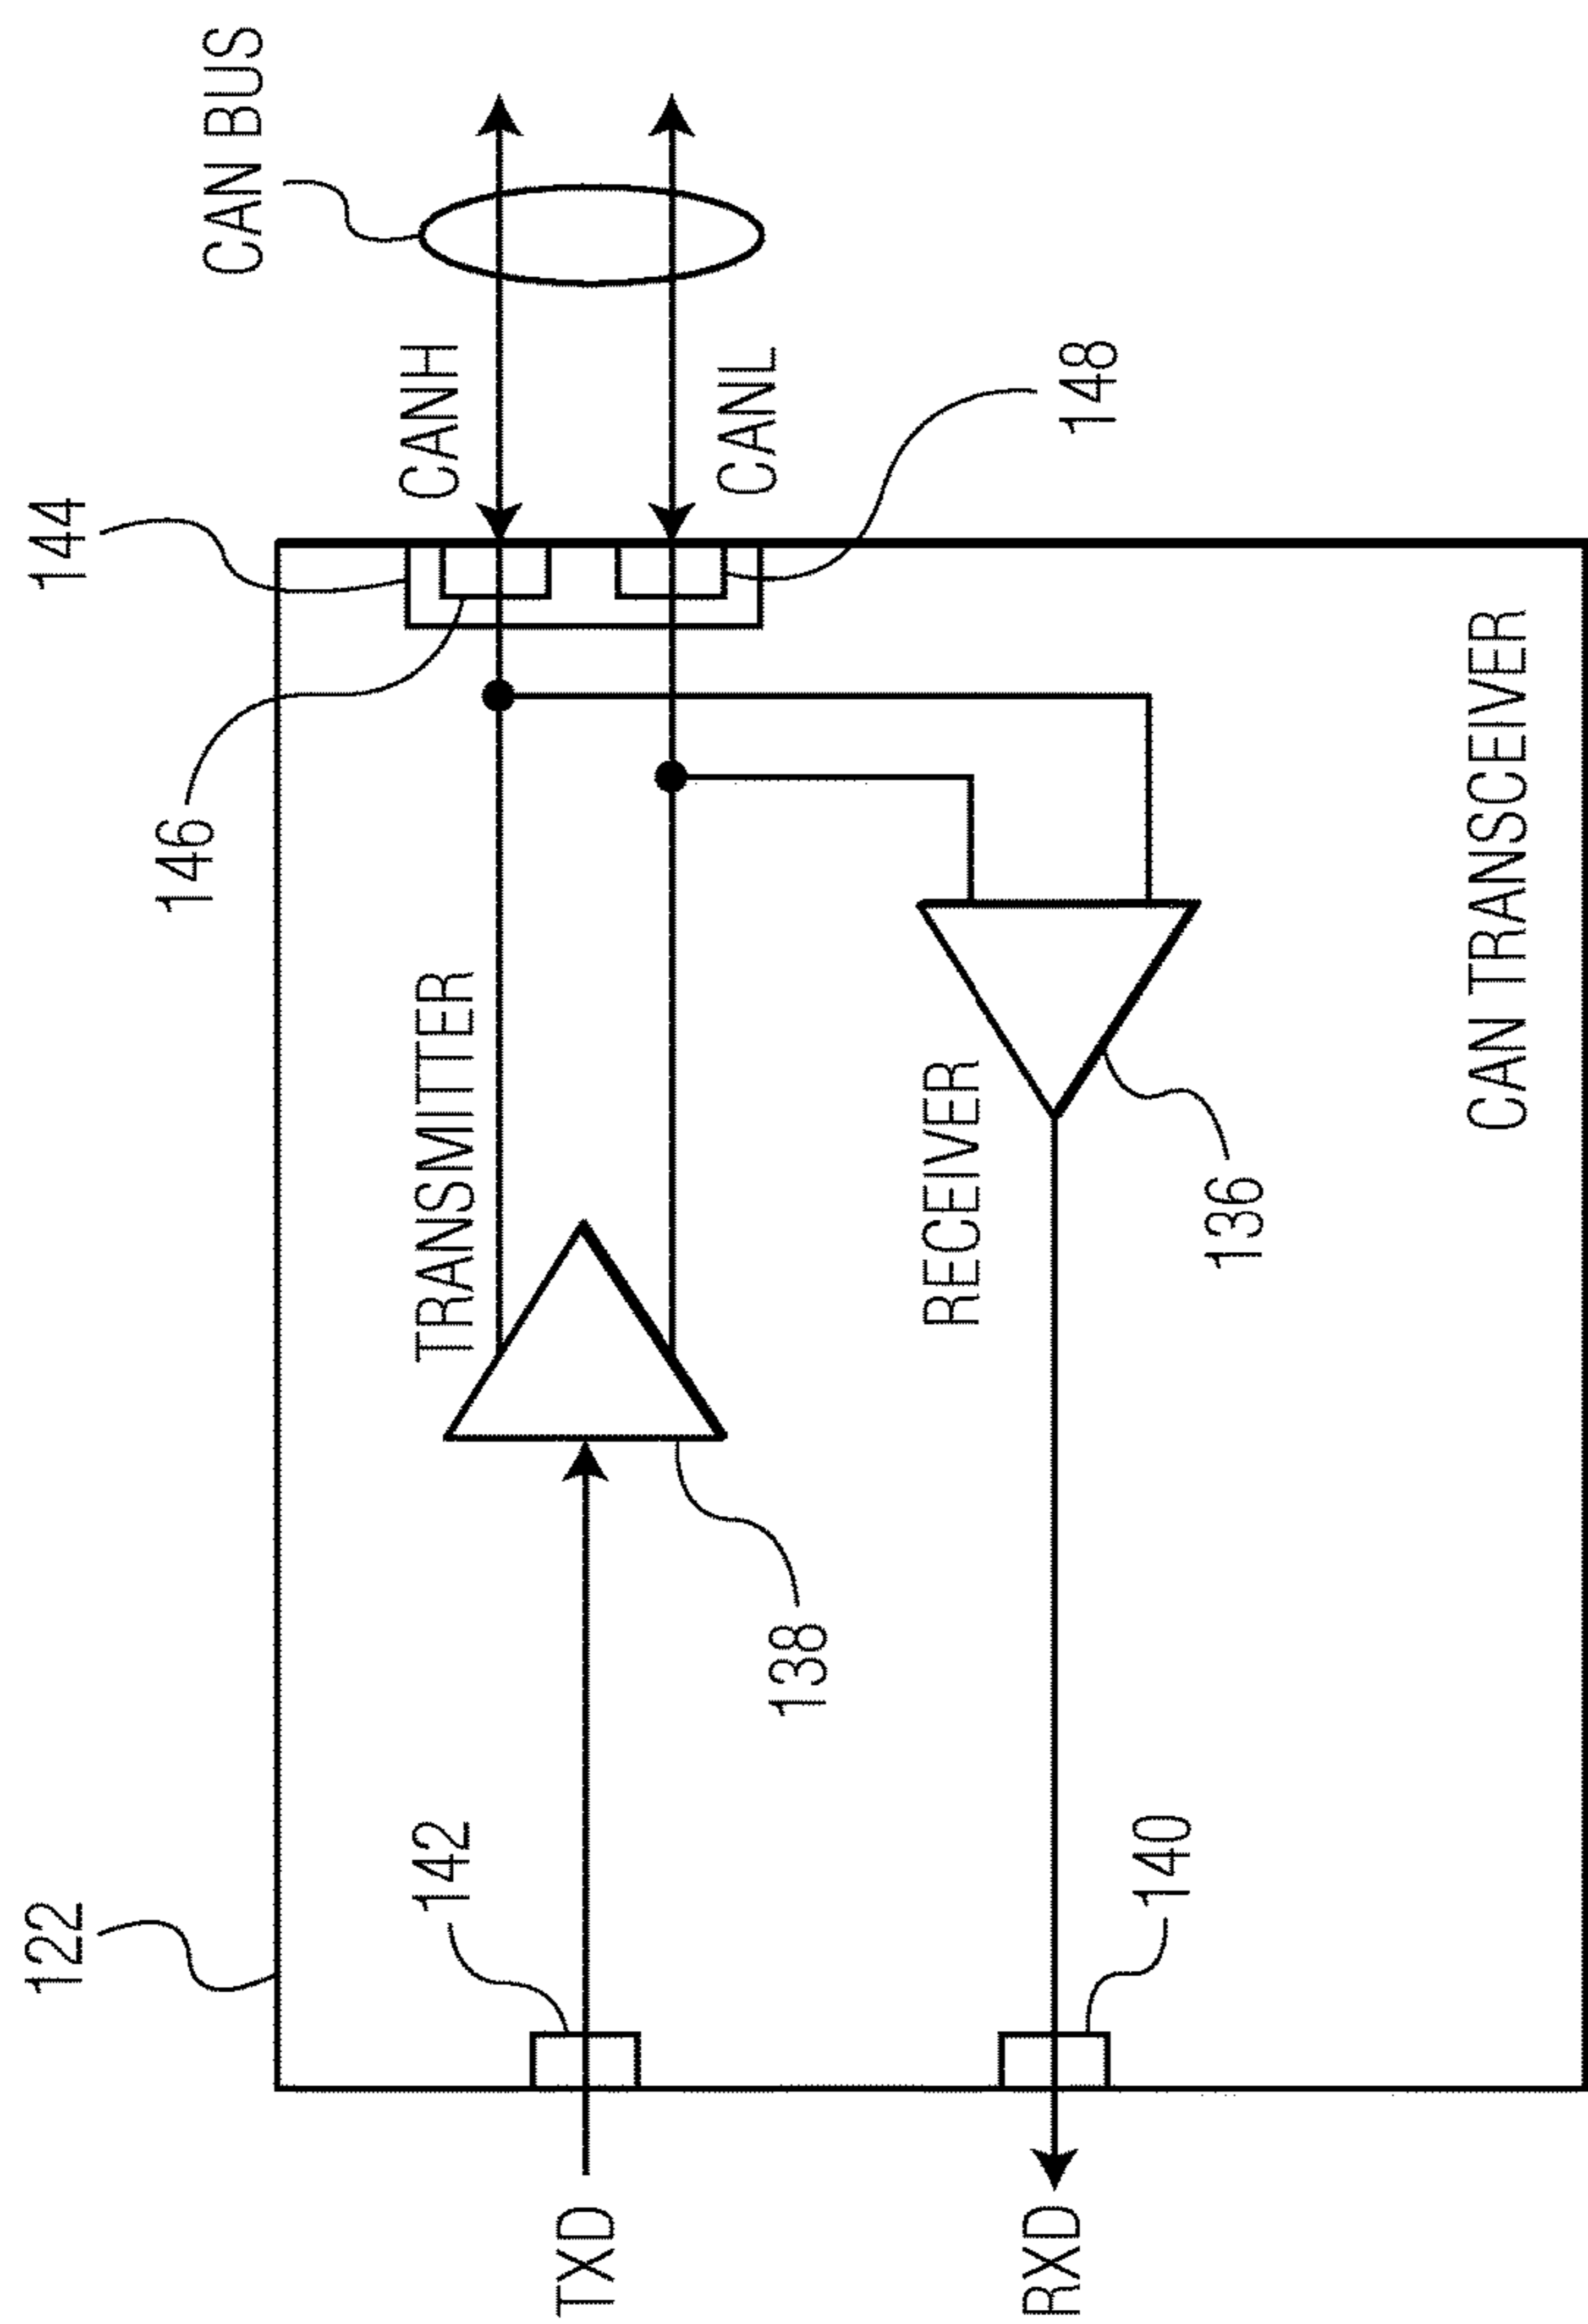 122
144
CAN BUS
146
CANH
142
TRANSMITTER
TXD
138
CANL
148
RECEIVER
RXD
140
136
CAN TRANSCEIVER